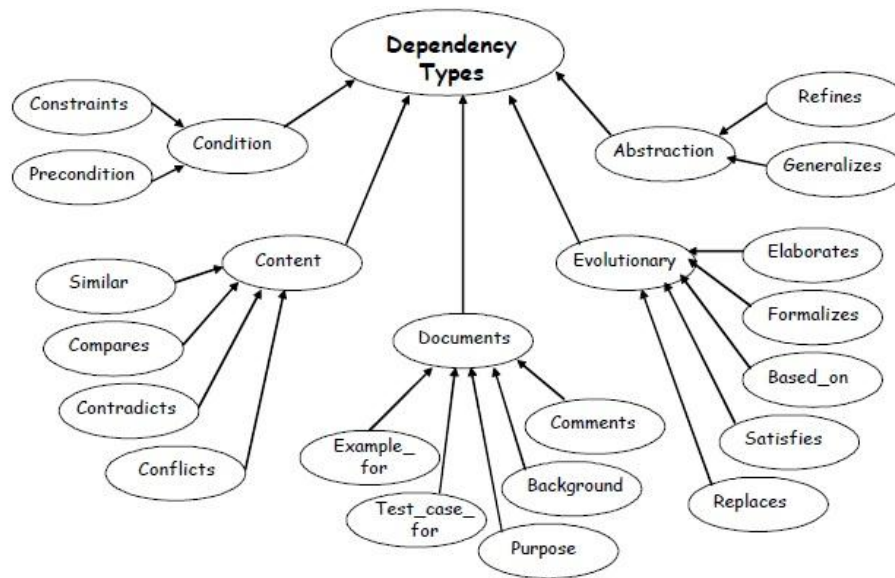 Dependency
Types
Constraints
Condition
Precondition
Refines
Abstraction
Generalizes
Content
Similar
Compares
Contradicts
Conflicts
Documents
Example_
for
Test_case_
for
Purpose
Background
Comments
Evolutionary
Elaborates
Formalizes
Based_on
Satisfies
Replaces